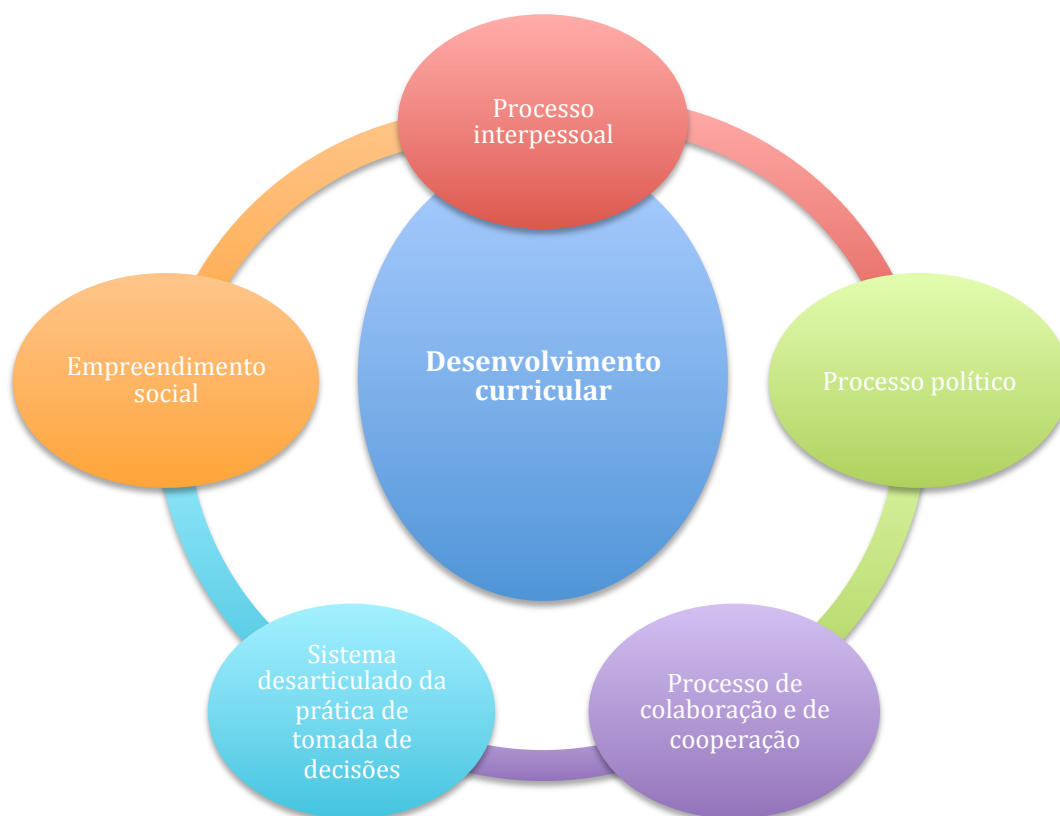 Processo
interpessoal
Desenvolvimento
curricular
Empreendimento
social
Processo político
Sistema
desarticulado da
prática de
tomada de
decisões
Processo de
colaboração e de
cooperação